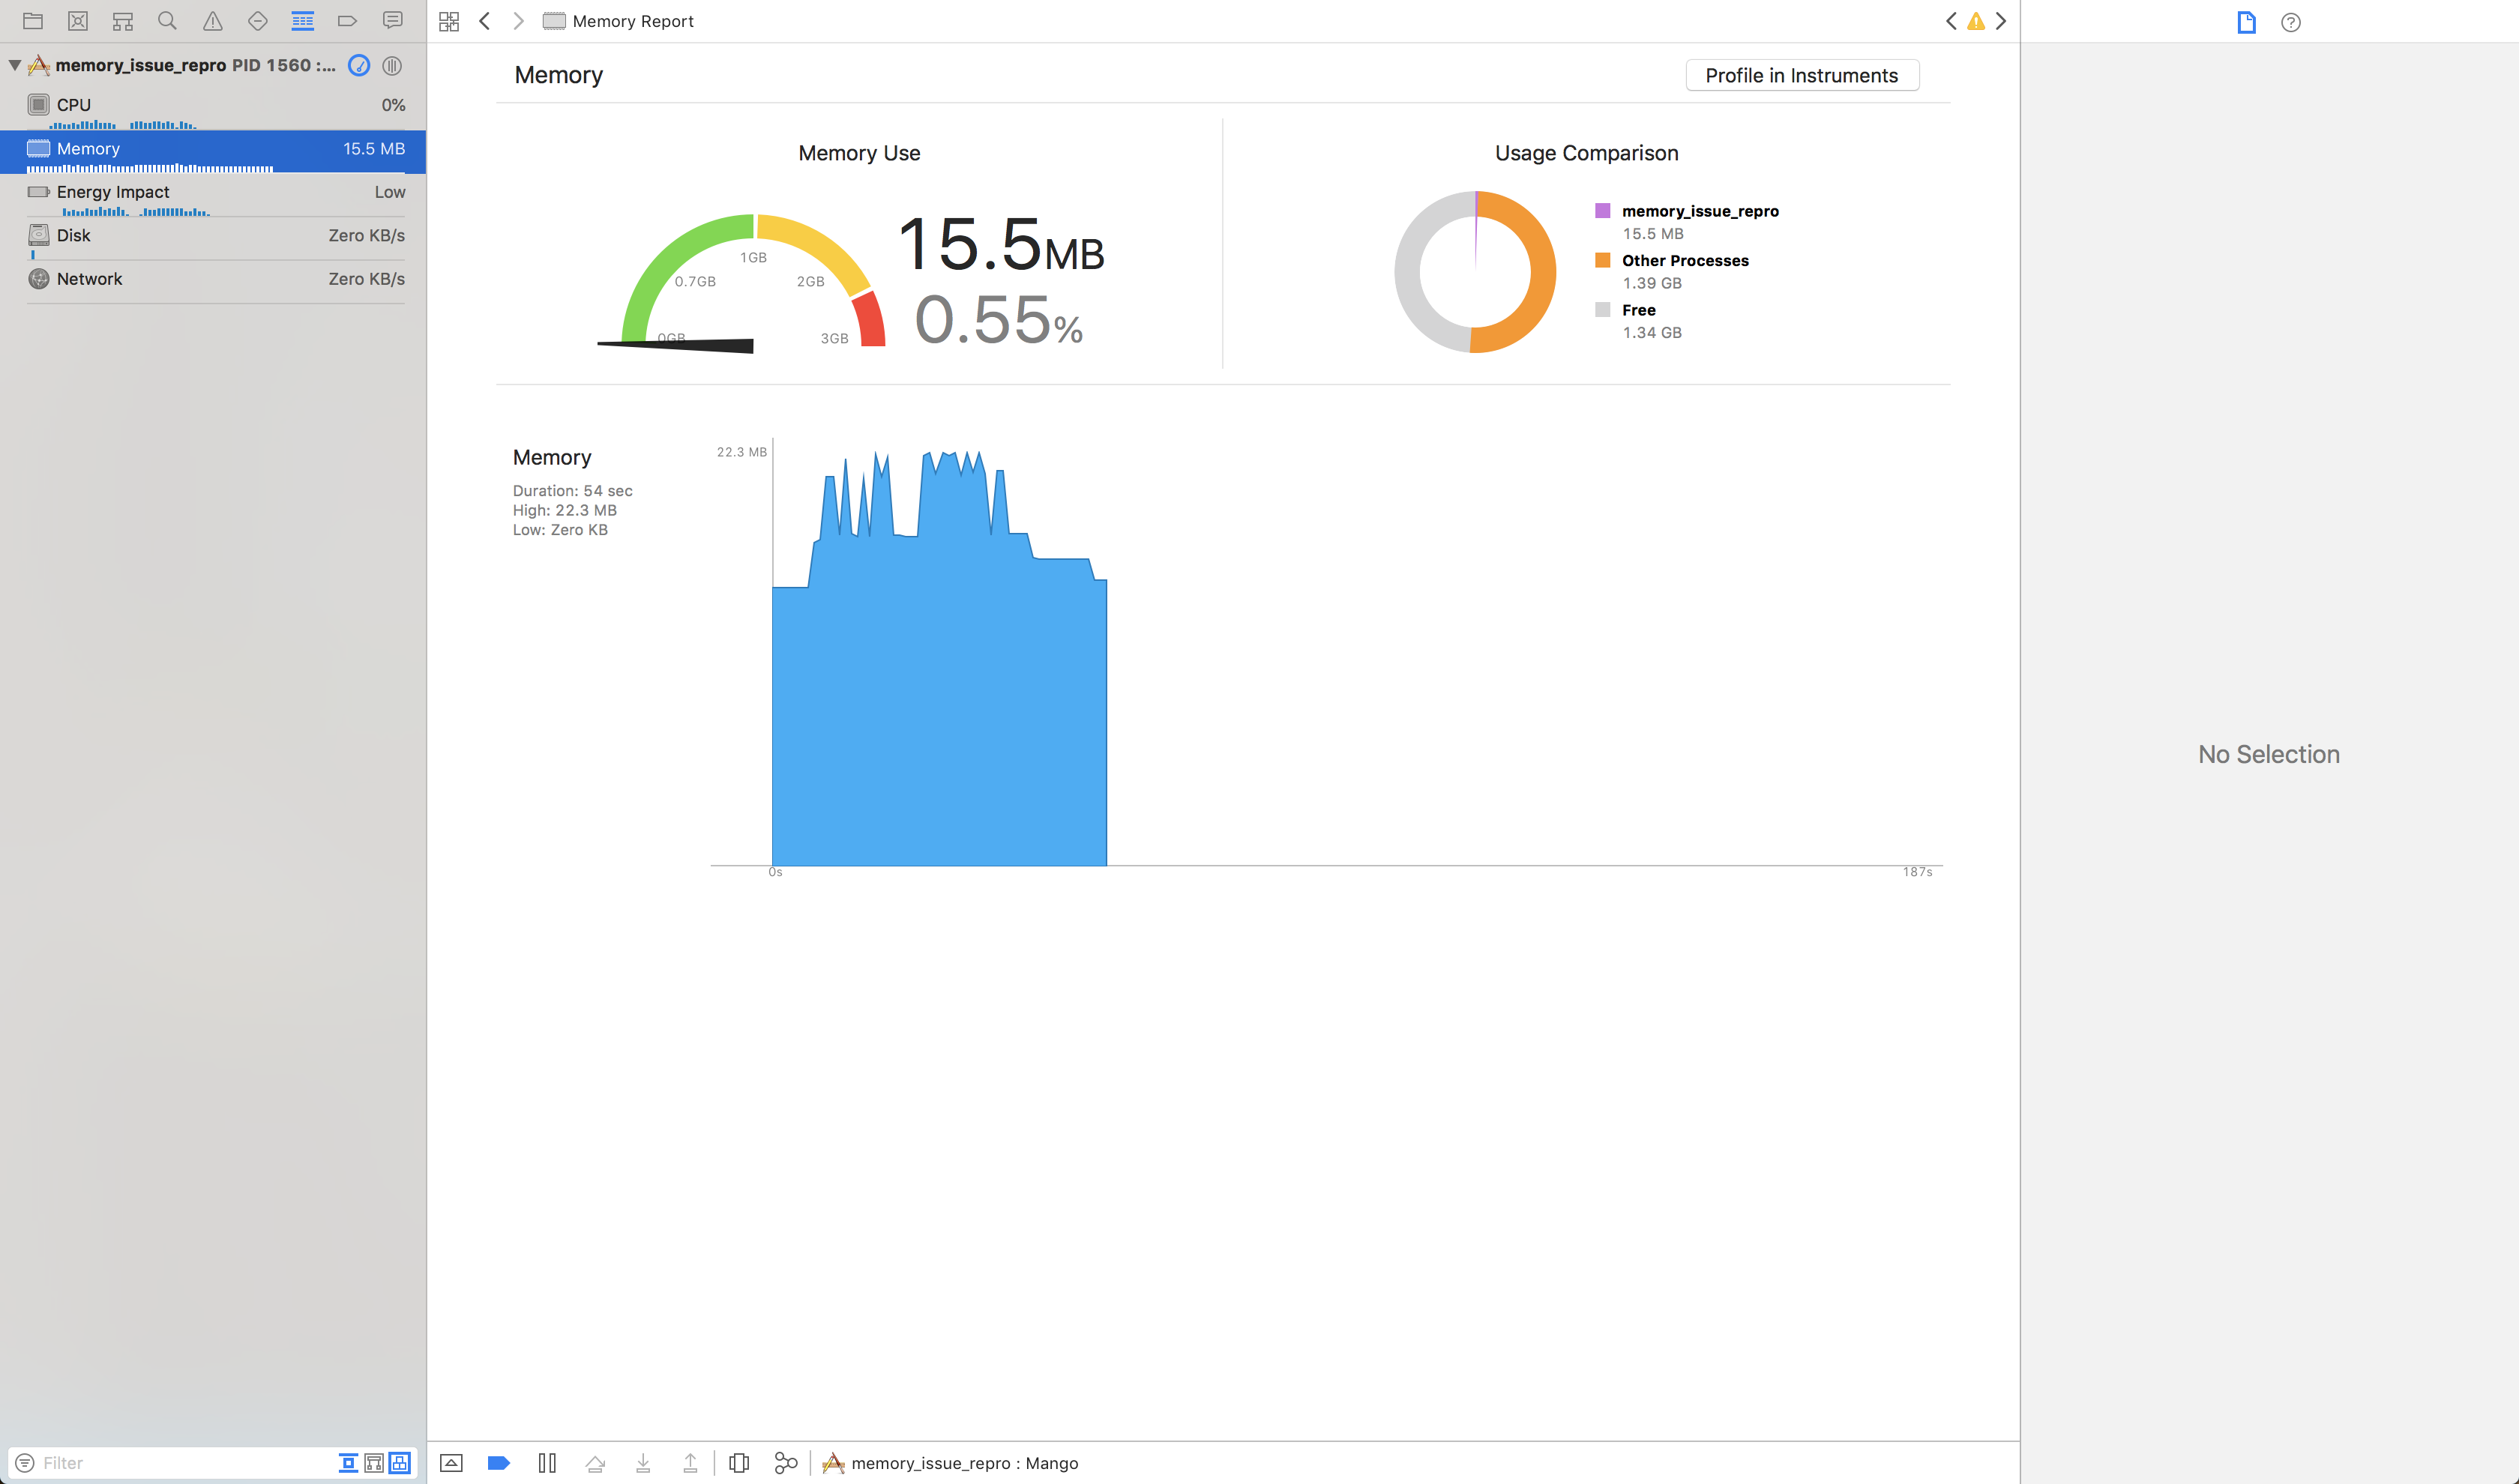 Memory Report
memory_issue_repro PID 1560 :...
CPU 0%
Memory 15.5 MB
Energy Impact Low
Disk Zero KB/s
Network Zero KB/s
Filter
Memory
Profile in Instruments
Memory Use
0GB
0.7GB
1GB
2GB
3GB
15.5MB
0.55%
Usage Comparison
memory_issue_repro
15.5 MB
Other Processes
1.39 GB
Free
1.34 GB
Memory
Duration: 54 sec
High: 22.3 MB
Low: Zero KB
22.3 MB
0s
187s
memory_issue_repro : Mango
No Selection